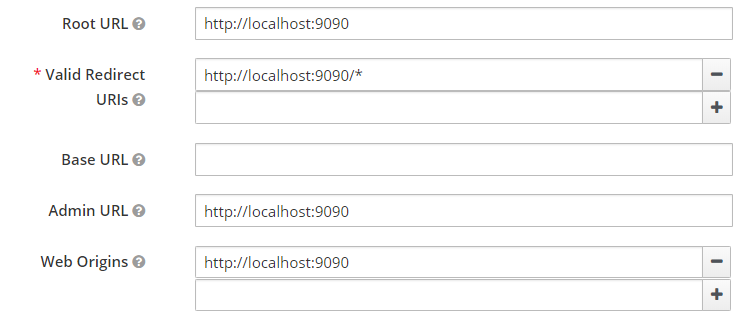 Root URL
http://localhost:9090
* Valid Redirect
URIs
http://localhost:9090/*
Base URL
Admin URL
http://localhost:9090
Web Origins
http://localhost:9090